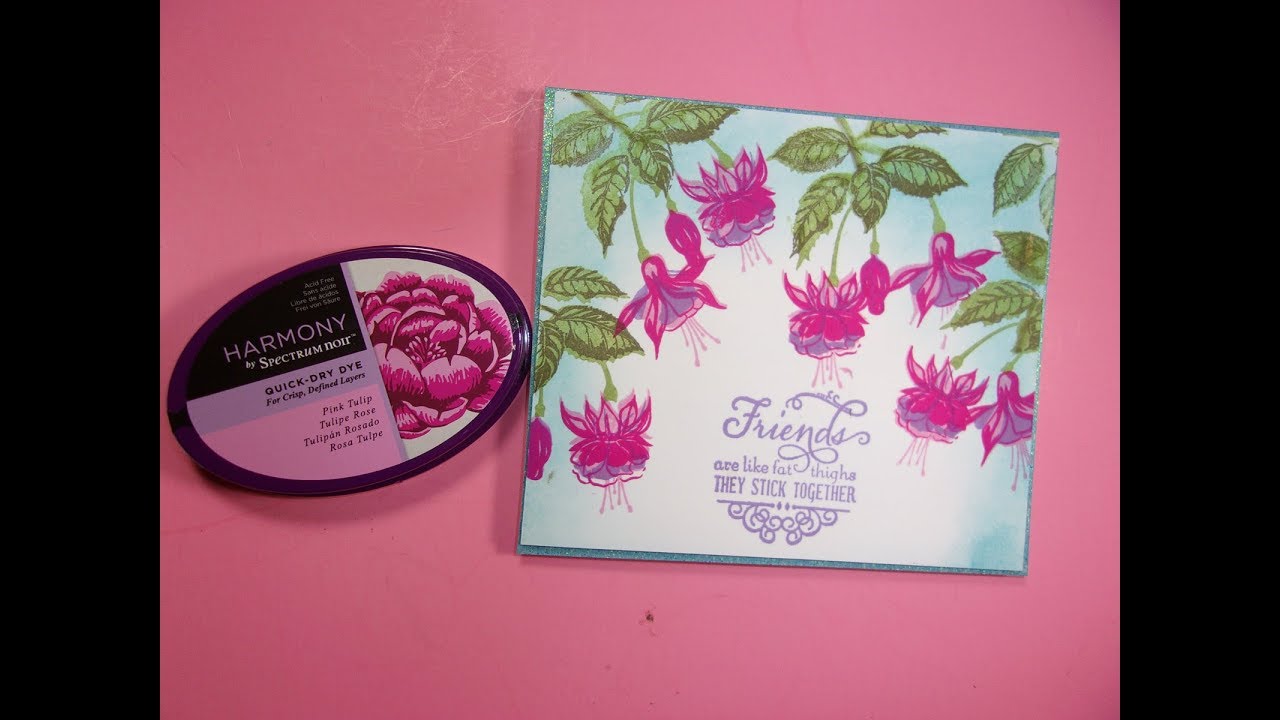 Acid Free
Sans acide
Libre de ácidos
Frei von Säure
HARMONY
by SPECTRUM NOIR™
QUICK-DRY DYE
For Crisp, Defined Layers
Pink Tulip
Tulipe Rose
Tulipán Rosado
Rosa Tulpe
Friends
are like fat thighs
THEY STICK TOGETHER